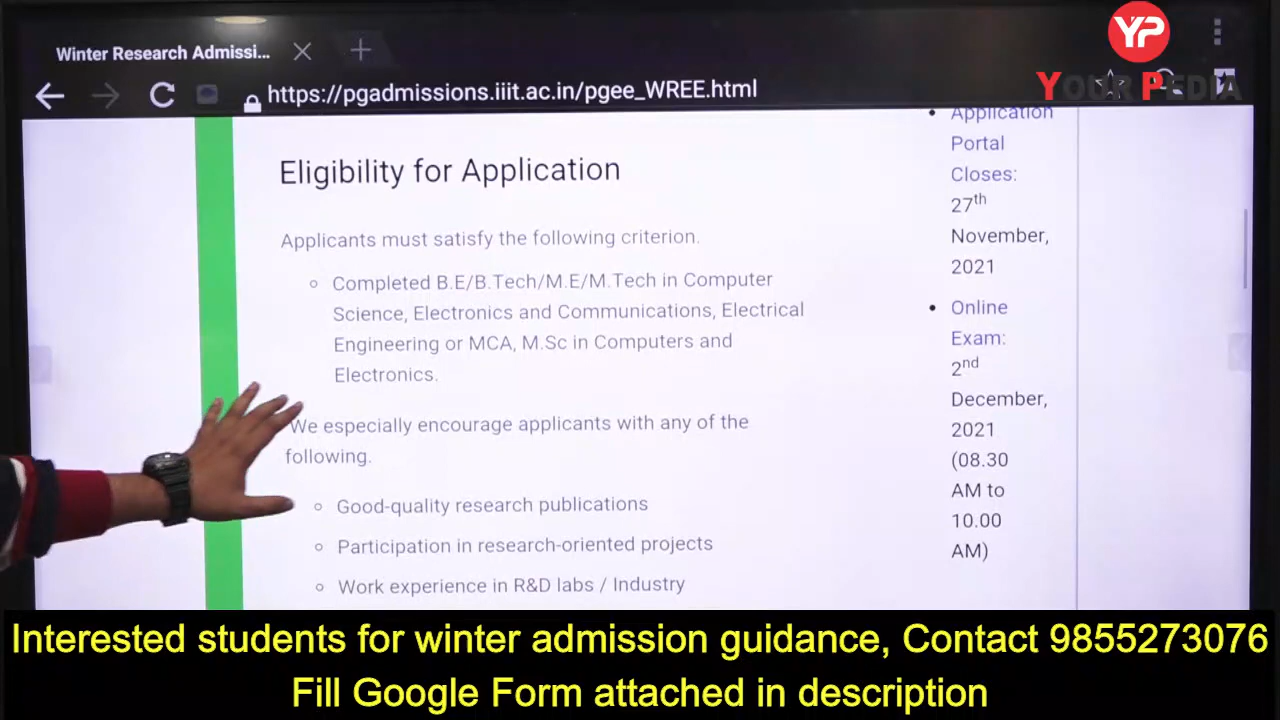 Winter Research Admissi...
YP
YOUR PEDIA
https://pgadmissions.iiit.ac.in/pgee_WREE.html
Eligibility for Application
Applicants must satisfy the following criterion.
Completed B.E/B.Tech/M.E/M.Tech in Computer
Science, Electronics and Communications, Electrical
Engineering or MCA, M.Sc in Computers and
Electronics.
We especially encourage applicants with any of the
following.
Good-quality research publications
Participation in research-oriented projects
Work experience in R&D labs / Industry
Application
Portal
Closes:
27th
November,
2021
Online
Exam:
2nd
December,
2021
(08.30
AM to
10.00
AM)
Interested students for winter admission guidance, Contact 9855273076
Fill Google Form attached in description